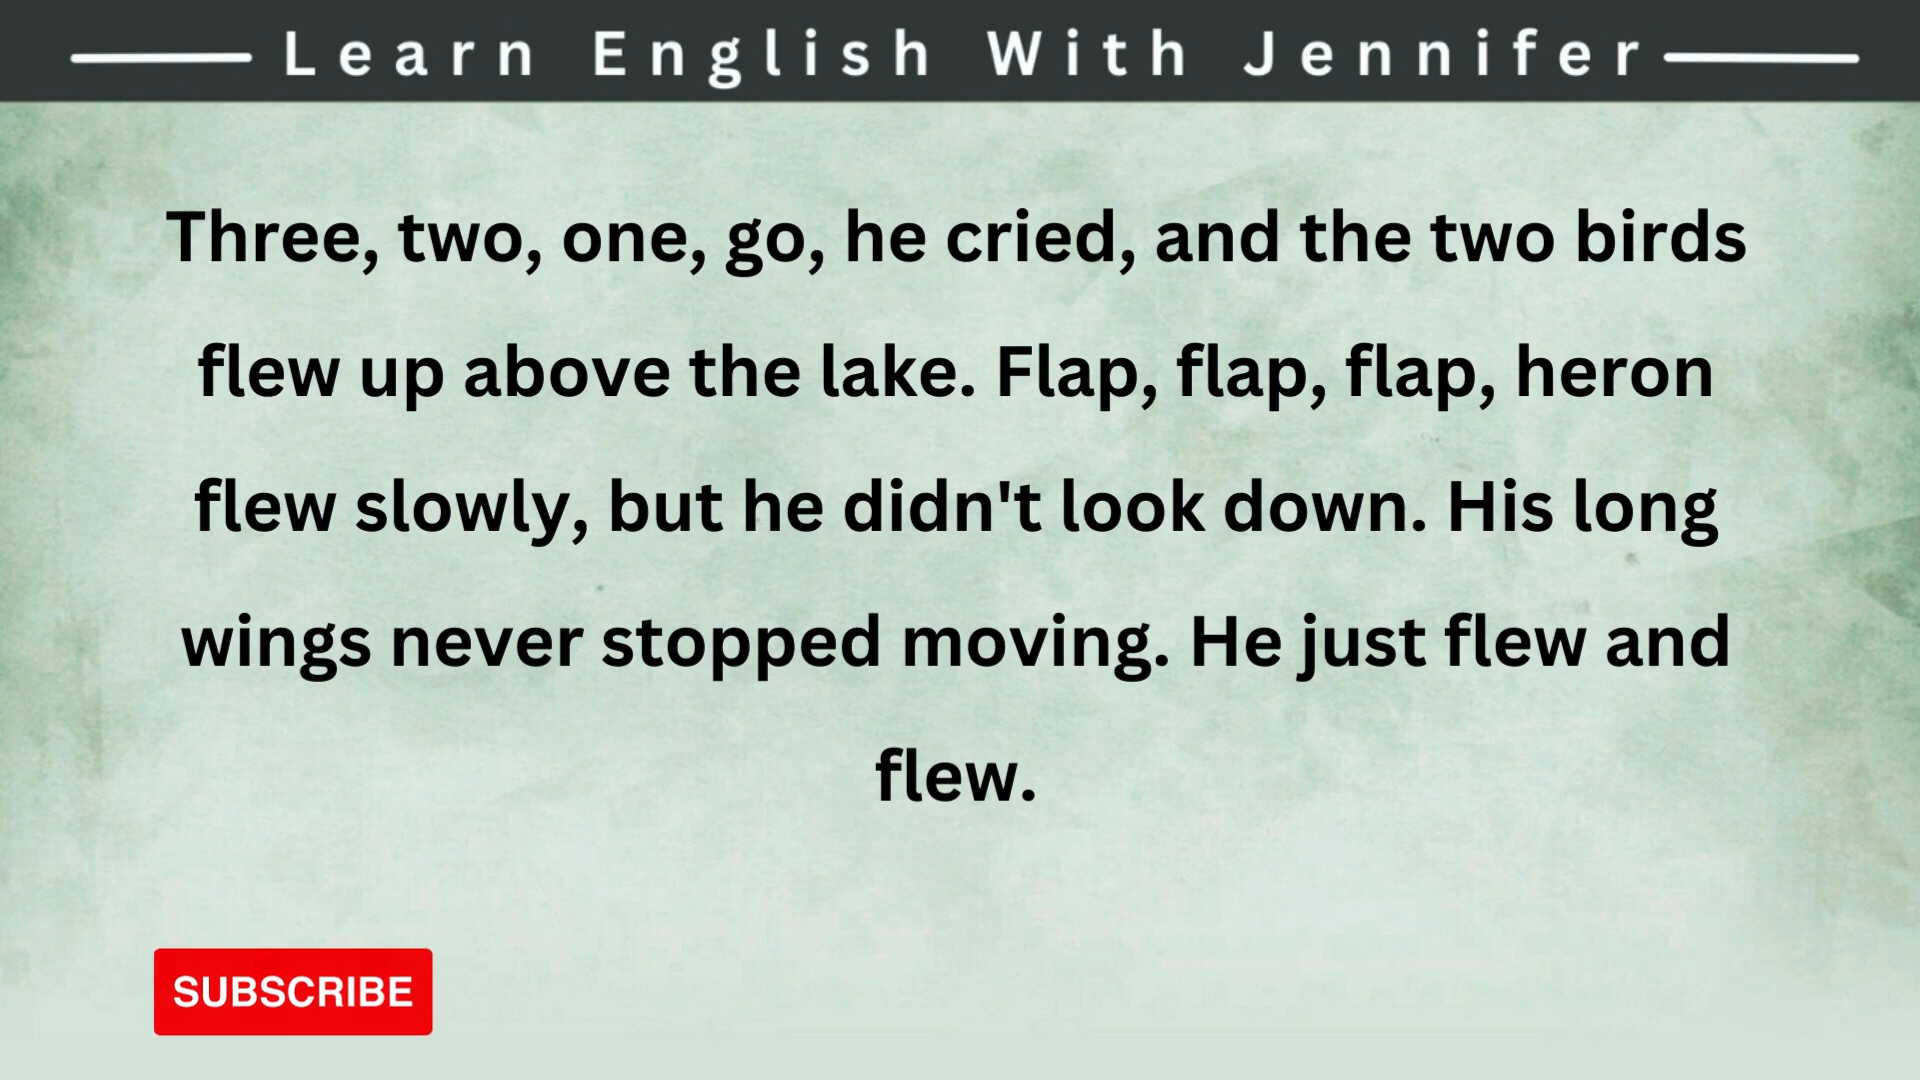 Learn English With Jennifer
Three, two, one, go, he cried, and the two birds
flew up above the lake. Flap, flap, flap, heron
flew slowly, but he didn't look down. His long
wings never stopped moving. He just flew and
flew.
SUBSCRIBE